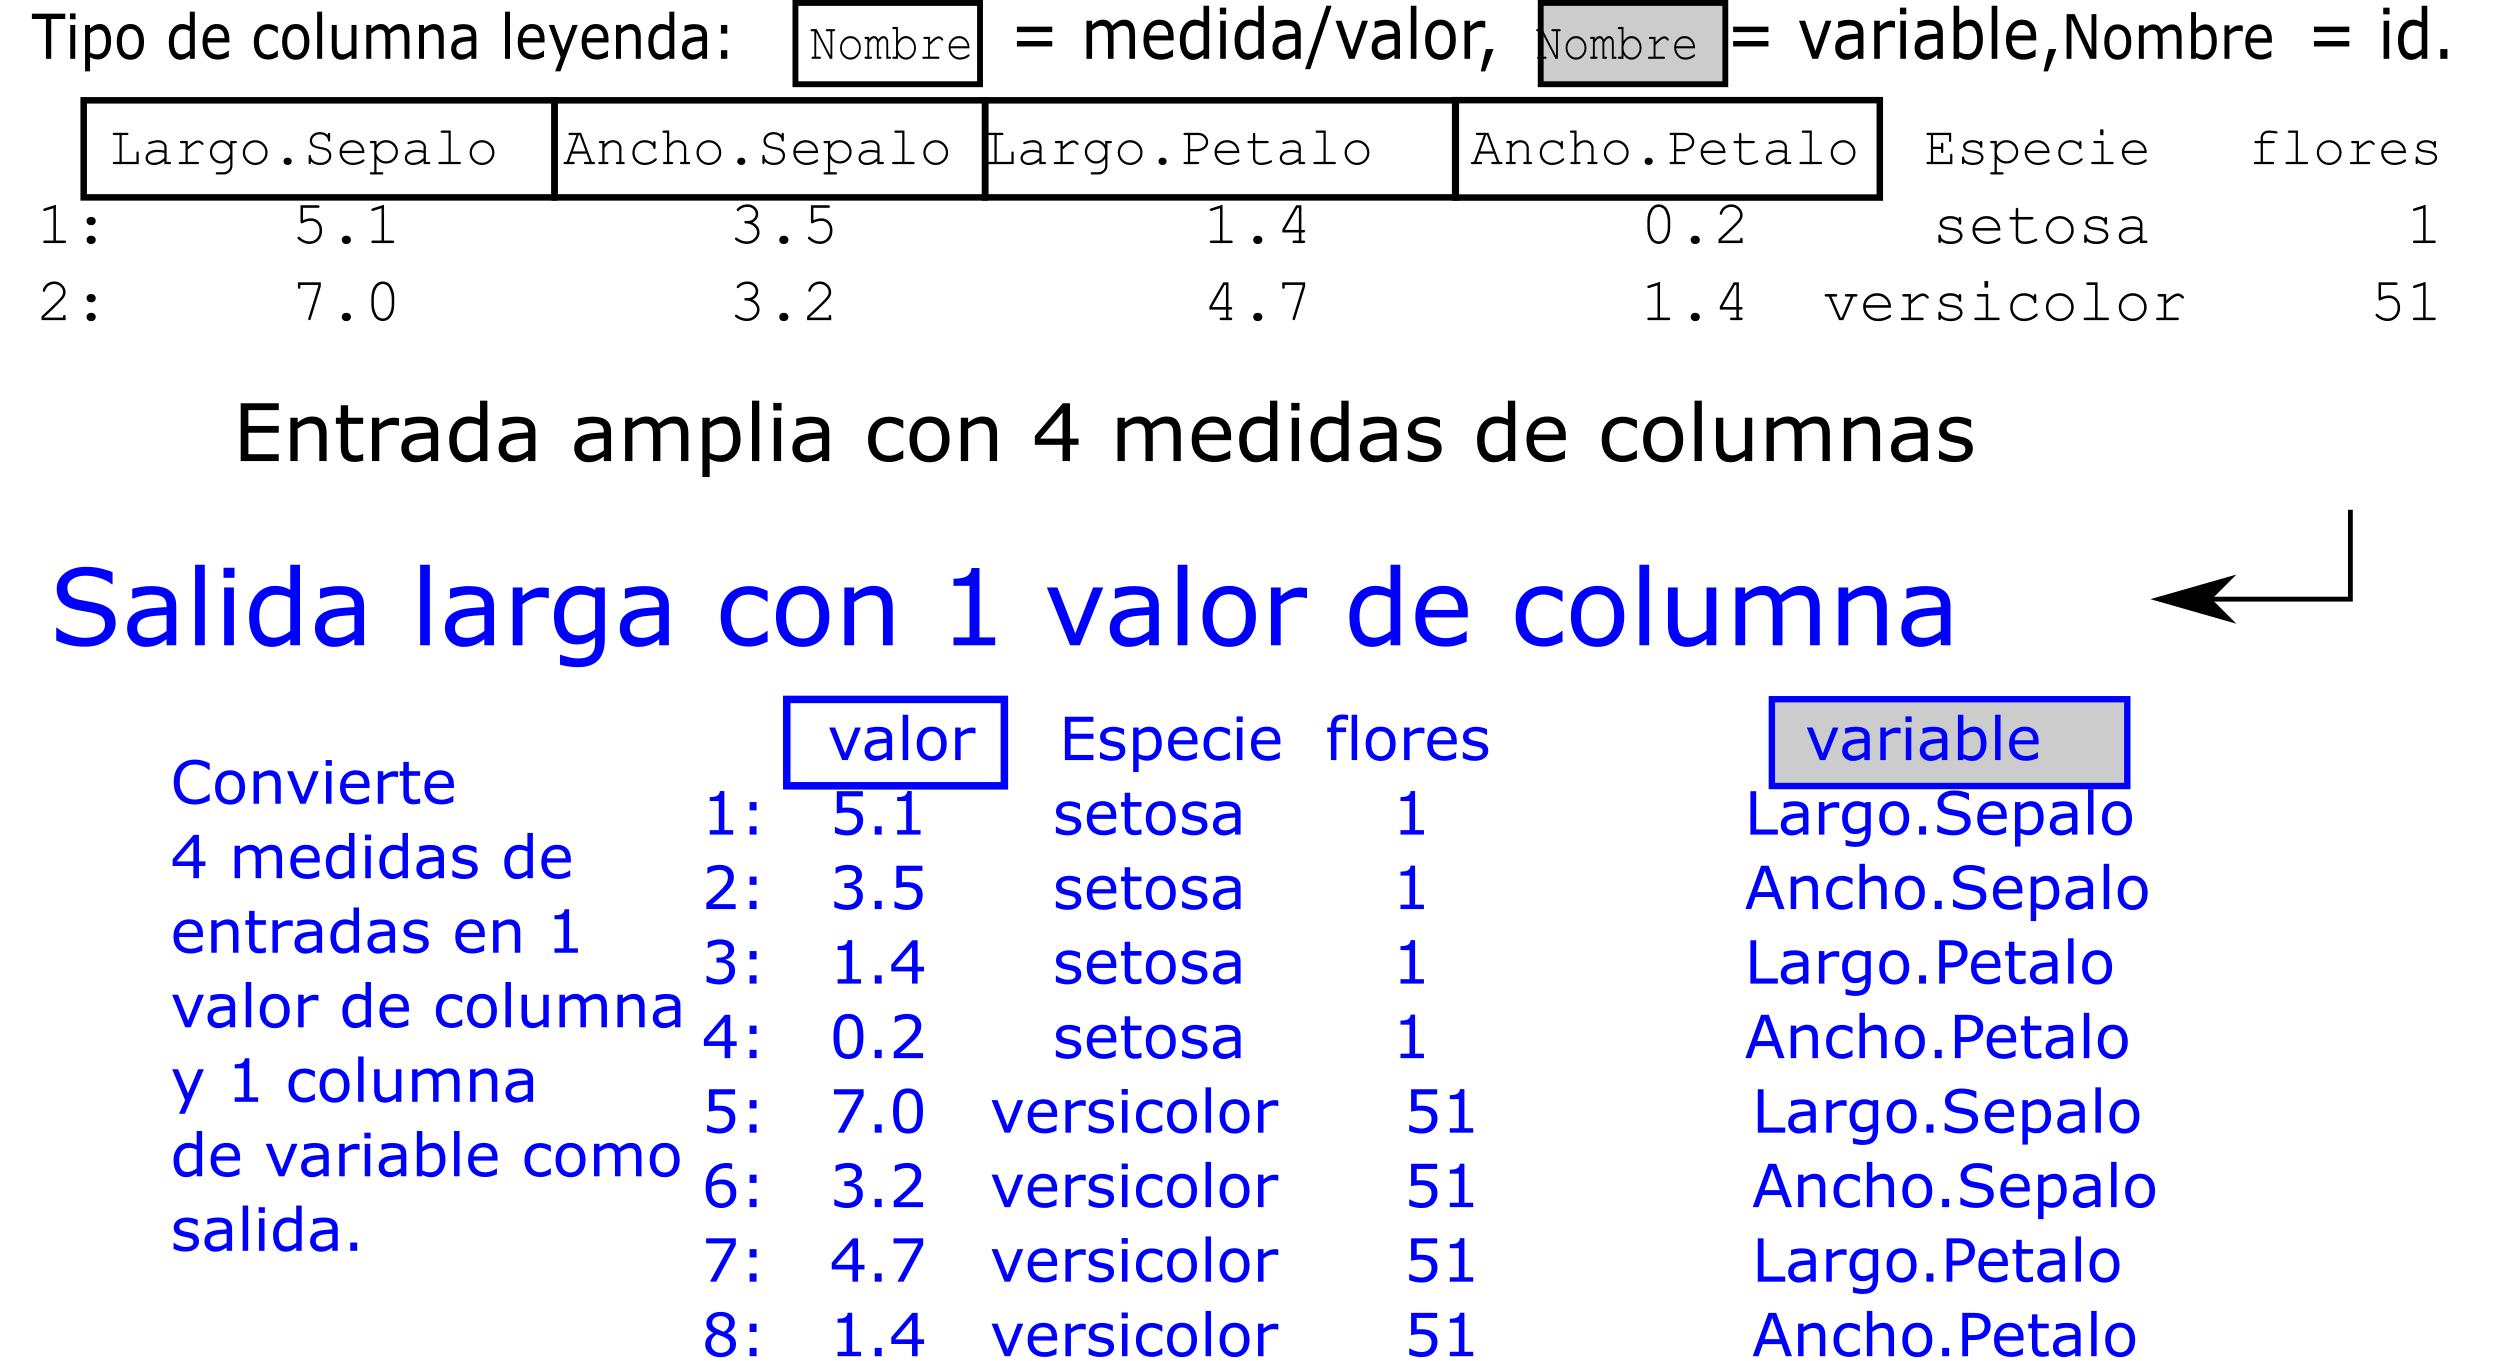 Tipo de columna leyenda: Nombre = medida/valor, Nombre = variable,Nombre = id.
Largo.Sepalo Ancho.Sepalo Largo.Petalo Ancho.Petalo Especie flores
1: 5.1 3.5 1.4 0.2 setosa 1
2: 7.0 3.2 4.7 1.4 versicolor 51
Entrada amplia con 4 medidas de columnas
Salida larga con 1 valor de columna
Convierte
4 medidas de
entradas en 1
valor de columna
y 1 columna
de variable como
salida.
valor Especie flores variable
1: 5.1 setosa 1 Largo.Sepalo
2: 3.5 setosa 1 Ancho.Sepalo
3: 1.4 setosa 1 Largo.Petalo
4: 0.2 setosa 1 Ancho.Petalo
5: 7.0 versicolor 51 Largo.Sepalo
6: 3.2 versicolor 51 Ancho.Sepalo
7: 4.7 versicolor 51 Largo.Petalo
8: 1.4 versicolor 51 Ancho.Petalo